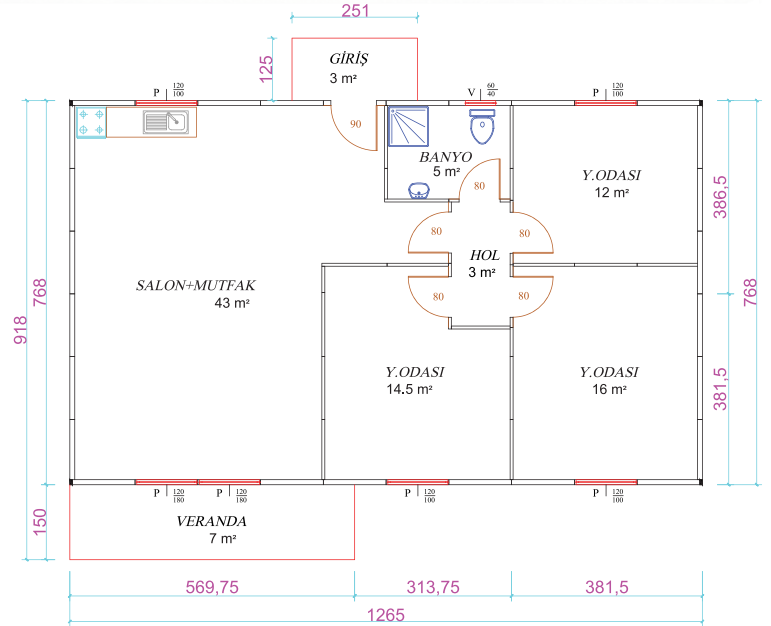 251
125
GİRİŞ
3 m²
P 120/100
V 60/40
P 120/100
90
BANYO
5 m²
80
Y.ODASI
12 m²
386,5
80
80
HOL
3 m²
SALON+MUTFAK
43 m²
768
768
918
80
80
Y.ODASI
14.5 m²
Y.ODASI
16 m²
381,5
P 120/180
P 120/180
P 120/100
P 120/100
150
VERANDA
7 m²
569,75
313,75
381,5
1265